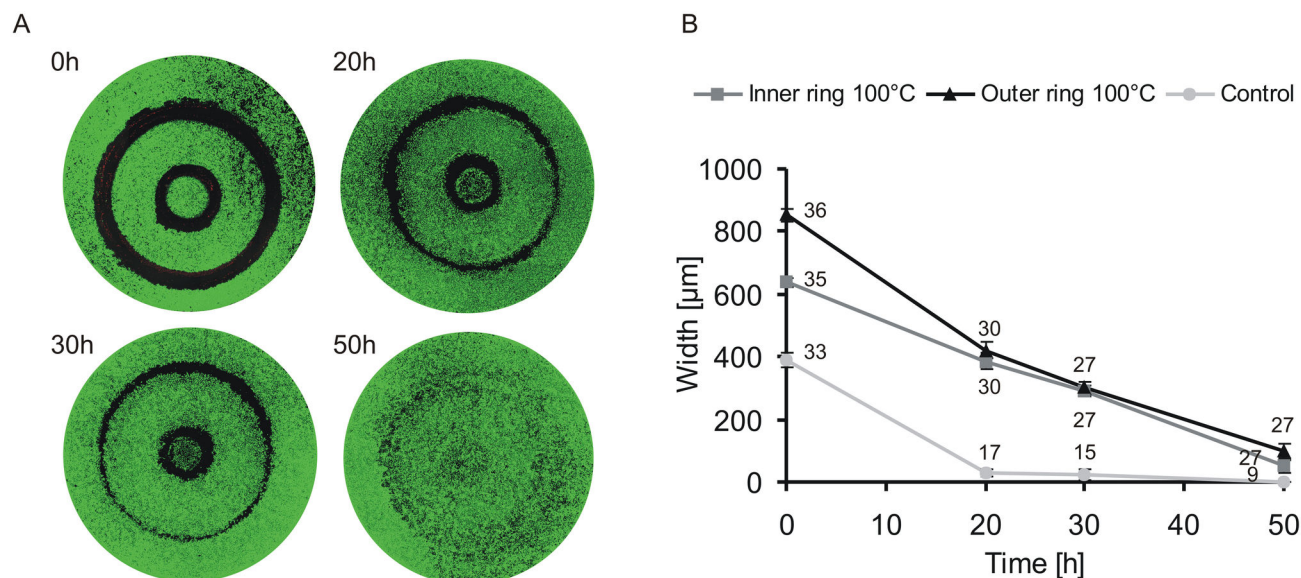 A
0h
20h
30h
50h
B
Inner ring 100°C Outer ring 100°C Control
Width [µm]
1000
800
600
400
200
0
36
35
33
30
30
17
27
27
15
27
27
9
0 10 20 30 40 50
Time [h]